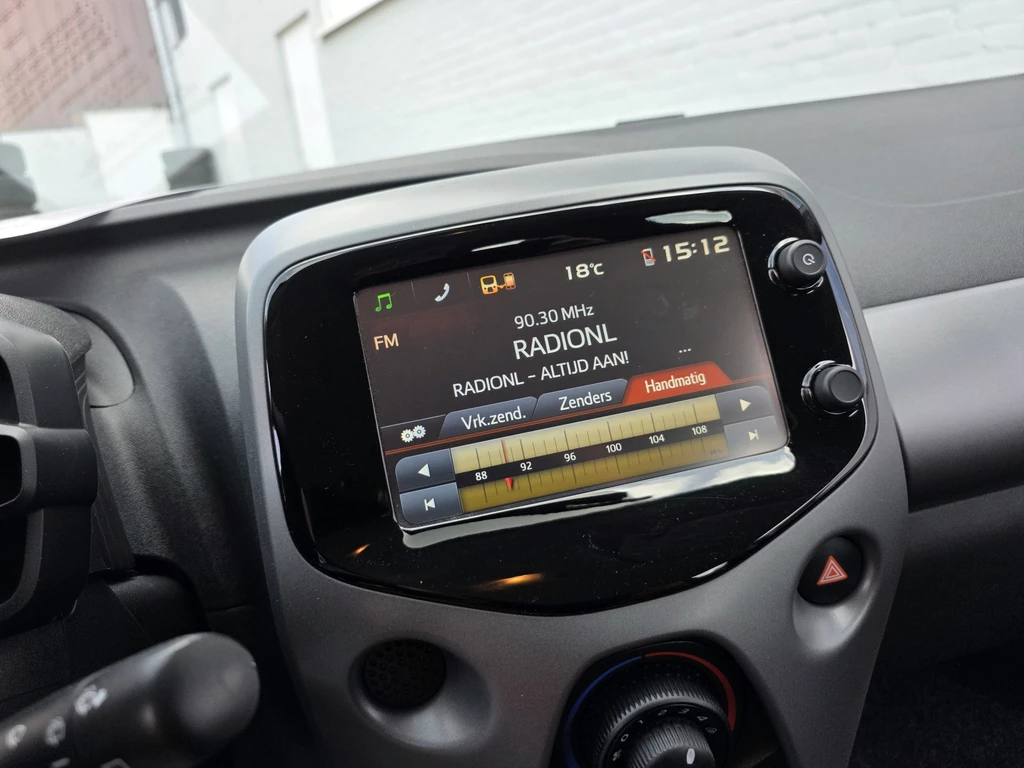 18°c 15:12
FM
90.30 MHz
RADIONL
RADIONL - ALTIJD AAN!
...
Vrk.zend. Zenders Handmatig
88 92 96 100 104 108